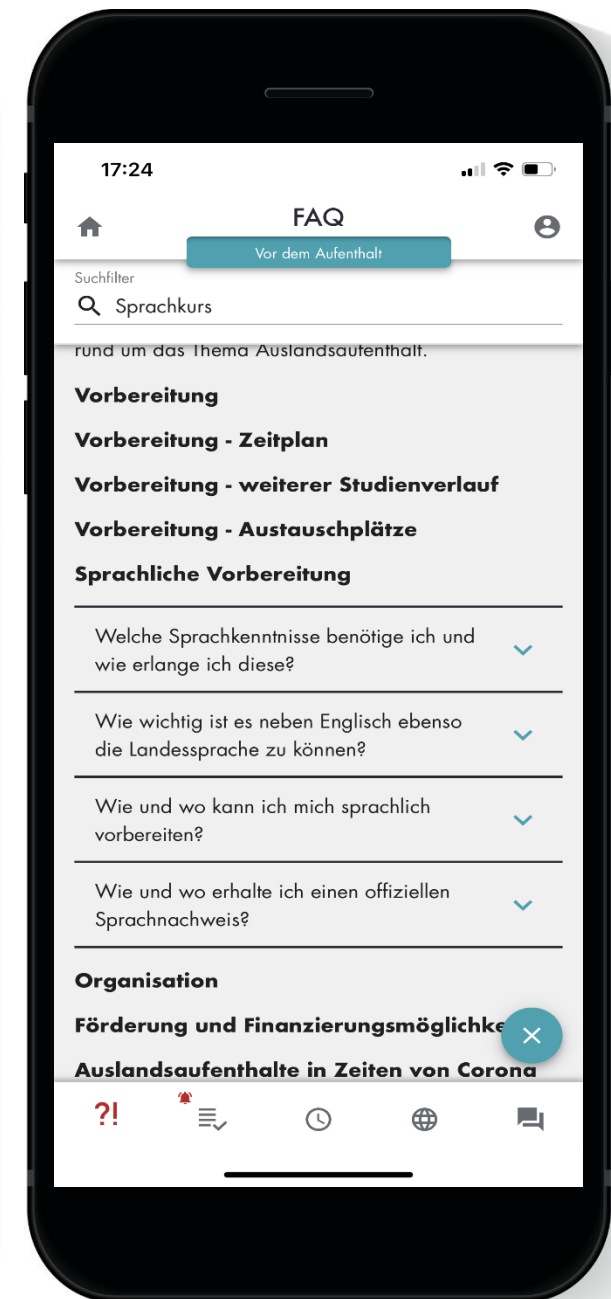 17:24
FAQ
Vor dem Aufenthalt
Suchfilter
Sprachkurs
rund um das Thema Auslandsaufenthalt.
Vorbereitung
Vorbereitung - Zeitplan
Vorbereitung - weiterer Studienverlauf
Vorbereitung - Austauschplätze
Sprachliche Vorbereitung
Welche Sprachkenntnisse benötige ich und
wie erlange ich diese?
Wie wichtig ist es neben Englisch ebenso
die Landessprache zu können?
Wie und wo kann ich mich sprachlich
vorbereiten?
Wie und wo erhalte ich einen offiziellen
Sprachnachweis?
Organisation
Förderung und Finanzierungsmöglichke
Auslandsaufenthalte in Zeiten von Corona
?!